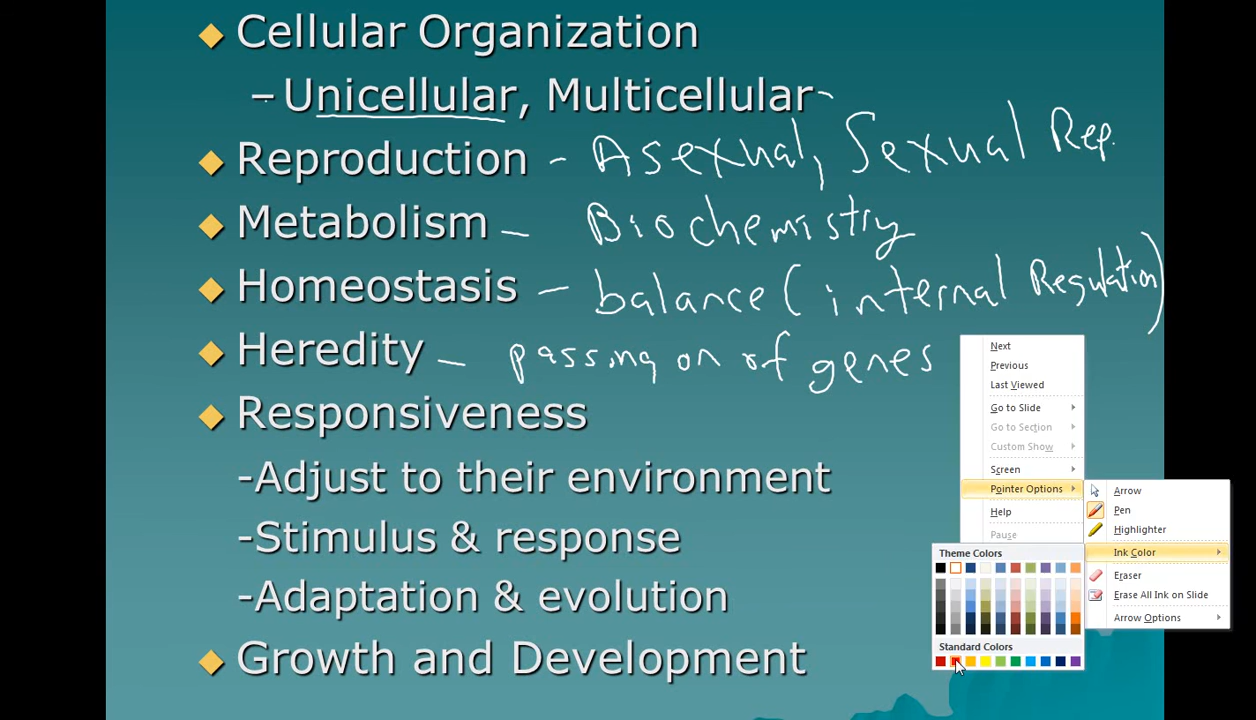 Cellular Organization
– Unicellular, Multicellular -
Reproduction - Asexual, Sexual Rep.
Metabolism - Biochemistry
Homeostasis - balance (internal Regulation)
Heredity - passing on of genes
Responsiveness
-Adjust to their environment
-Stimulus & response
-Adaptation & evolution
Growth and Development
Next
Previous
Last Viewed
Go to Slide
Go to Section
Custom Show
Screen
Pointer Options
Help
Pause
Arrow
Pen
Highlighter
Ink Color
Eraser
Erase All Ink on Slide
Arrow Options
Theme Colors
Standard Colors